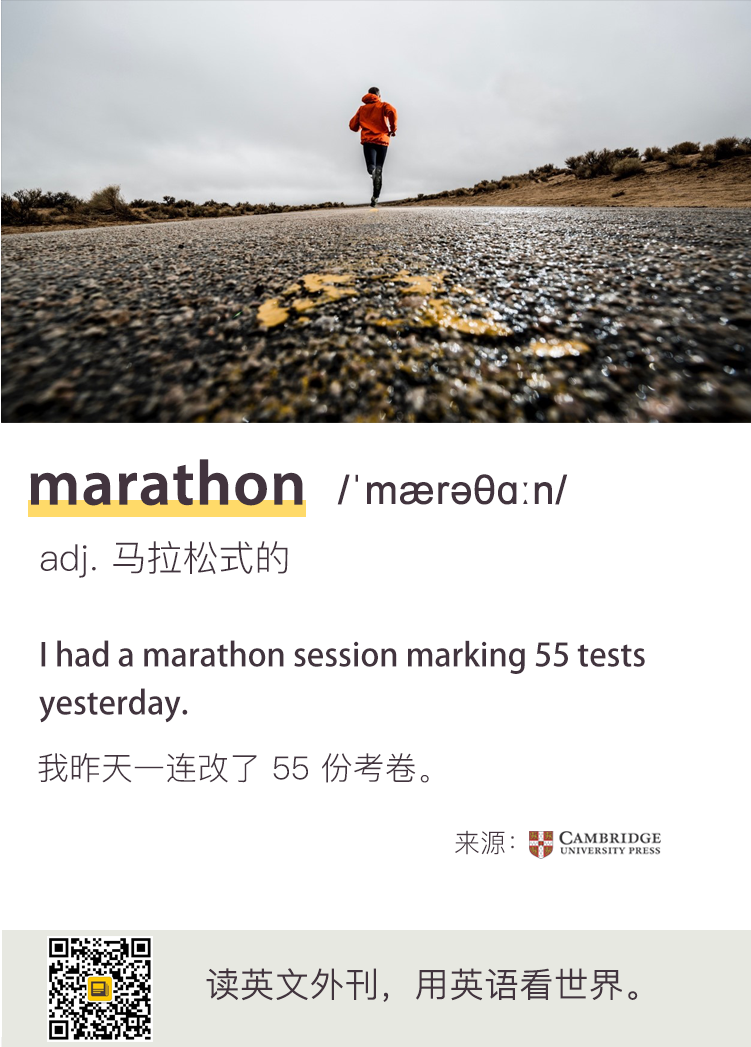 marathon /ˈmærəθɑːn/
adj. 马拉松式的
I had a marathon session marking 55 tests
yesterday.
我昨天一连改了 55 份考卷。
来源：CAMBRIDGE
UNIVERSITY PRESS
读英文外刊，用英语看世界。